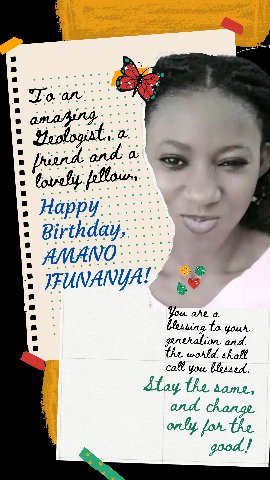 To an
amazing
Geologist, a
friend and a
lovely fellow,
Happy
Birthday,
AMANO
IFUNANYA!
You are a
blessing to your
generation and
the world shall
call you blessed.
Stay the same,
and change
only for the
good!